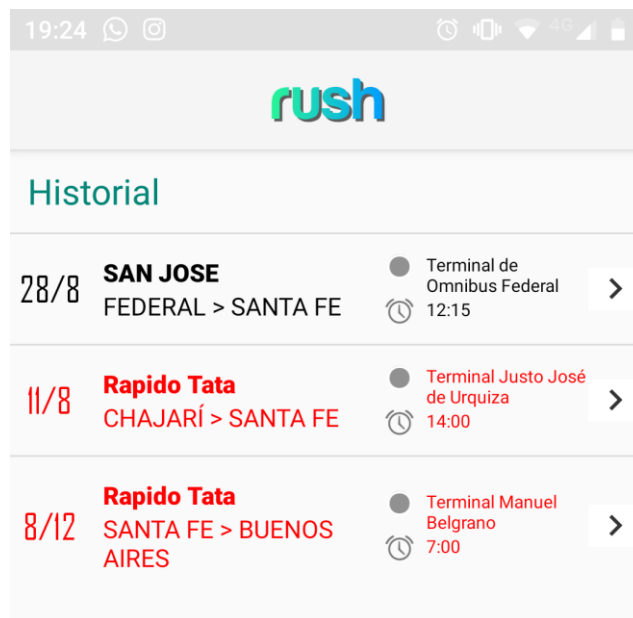 19:24
4G
rush
Historial
28/8
SAN JOSE
FEDERAL > SANTA FE
Terminal de
Omnibus Federal
12:15
11/8
Rapido Tata
CHAJARÍ > SANTA FE
Terminal Justo José
de Urquiza
14:00
8/12
Rapido Tata
SANTA FE > BUENOS
AIRES
Terminal Manuel
Belgrano
7:00